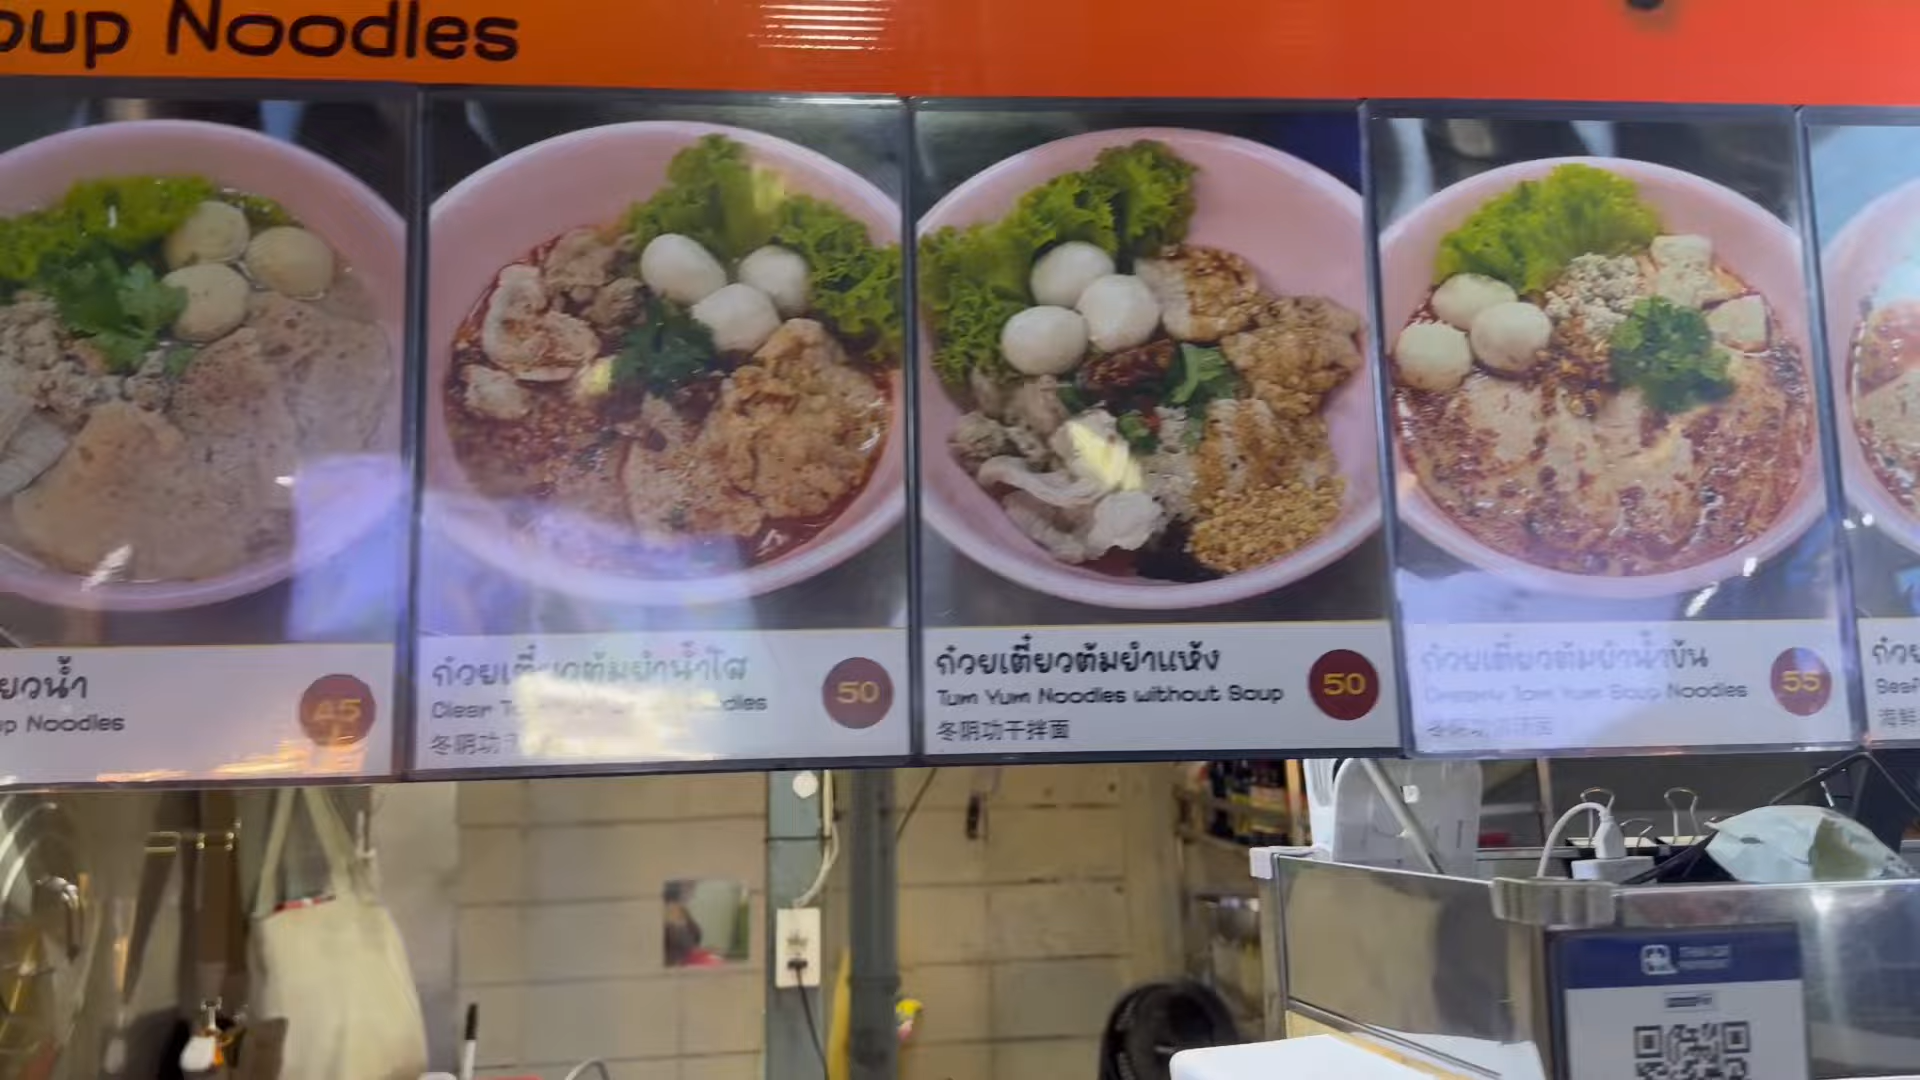 oup Noodles
ยวน้ำ
up Noodles
45
ก๋วยเตี๋ยวต้มยำน้ำใส
Clear
50
冬阴功
ก๋วยเตี๋ยวต้มยำแห้ง
Tum Yum Noodles without Soup
50
冬阴功干拌面
ก๋วยเตี๋ยวต้มยำน้ำข้น
Creamy Tom Yum Soup Noodles
55
ก๋วย
Seaf
海鲜